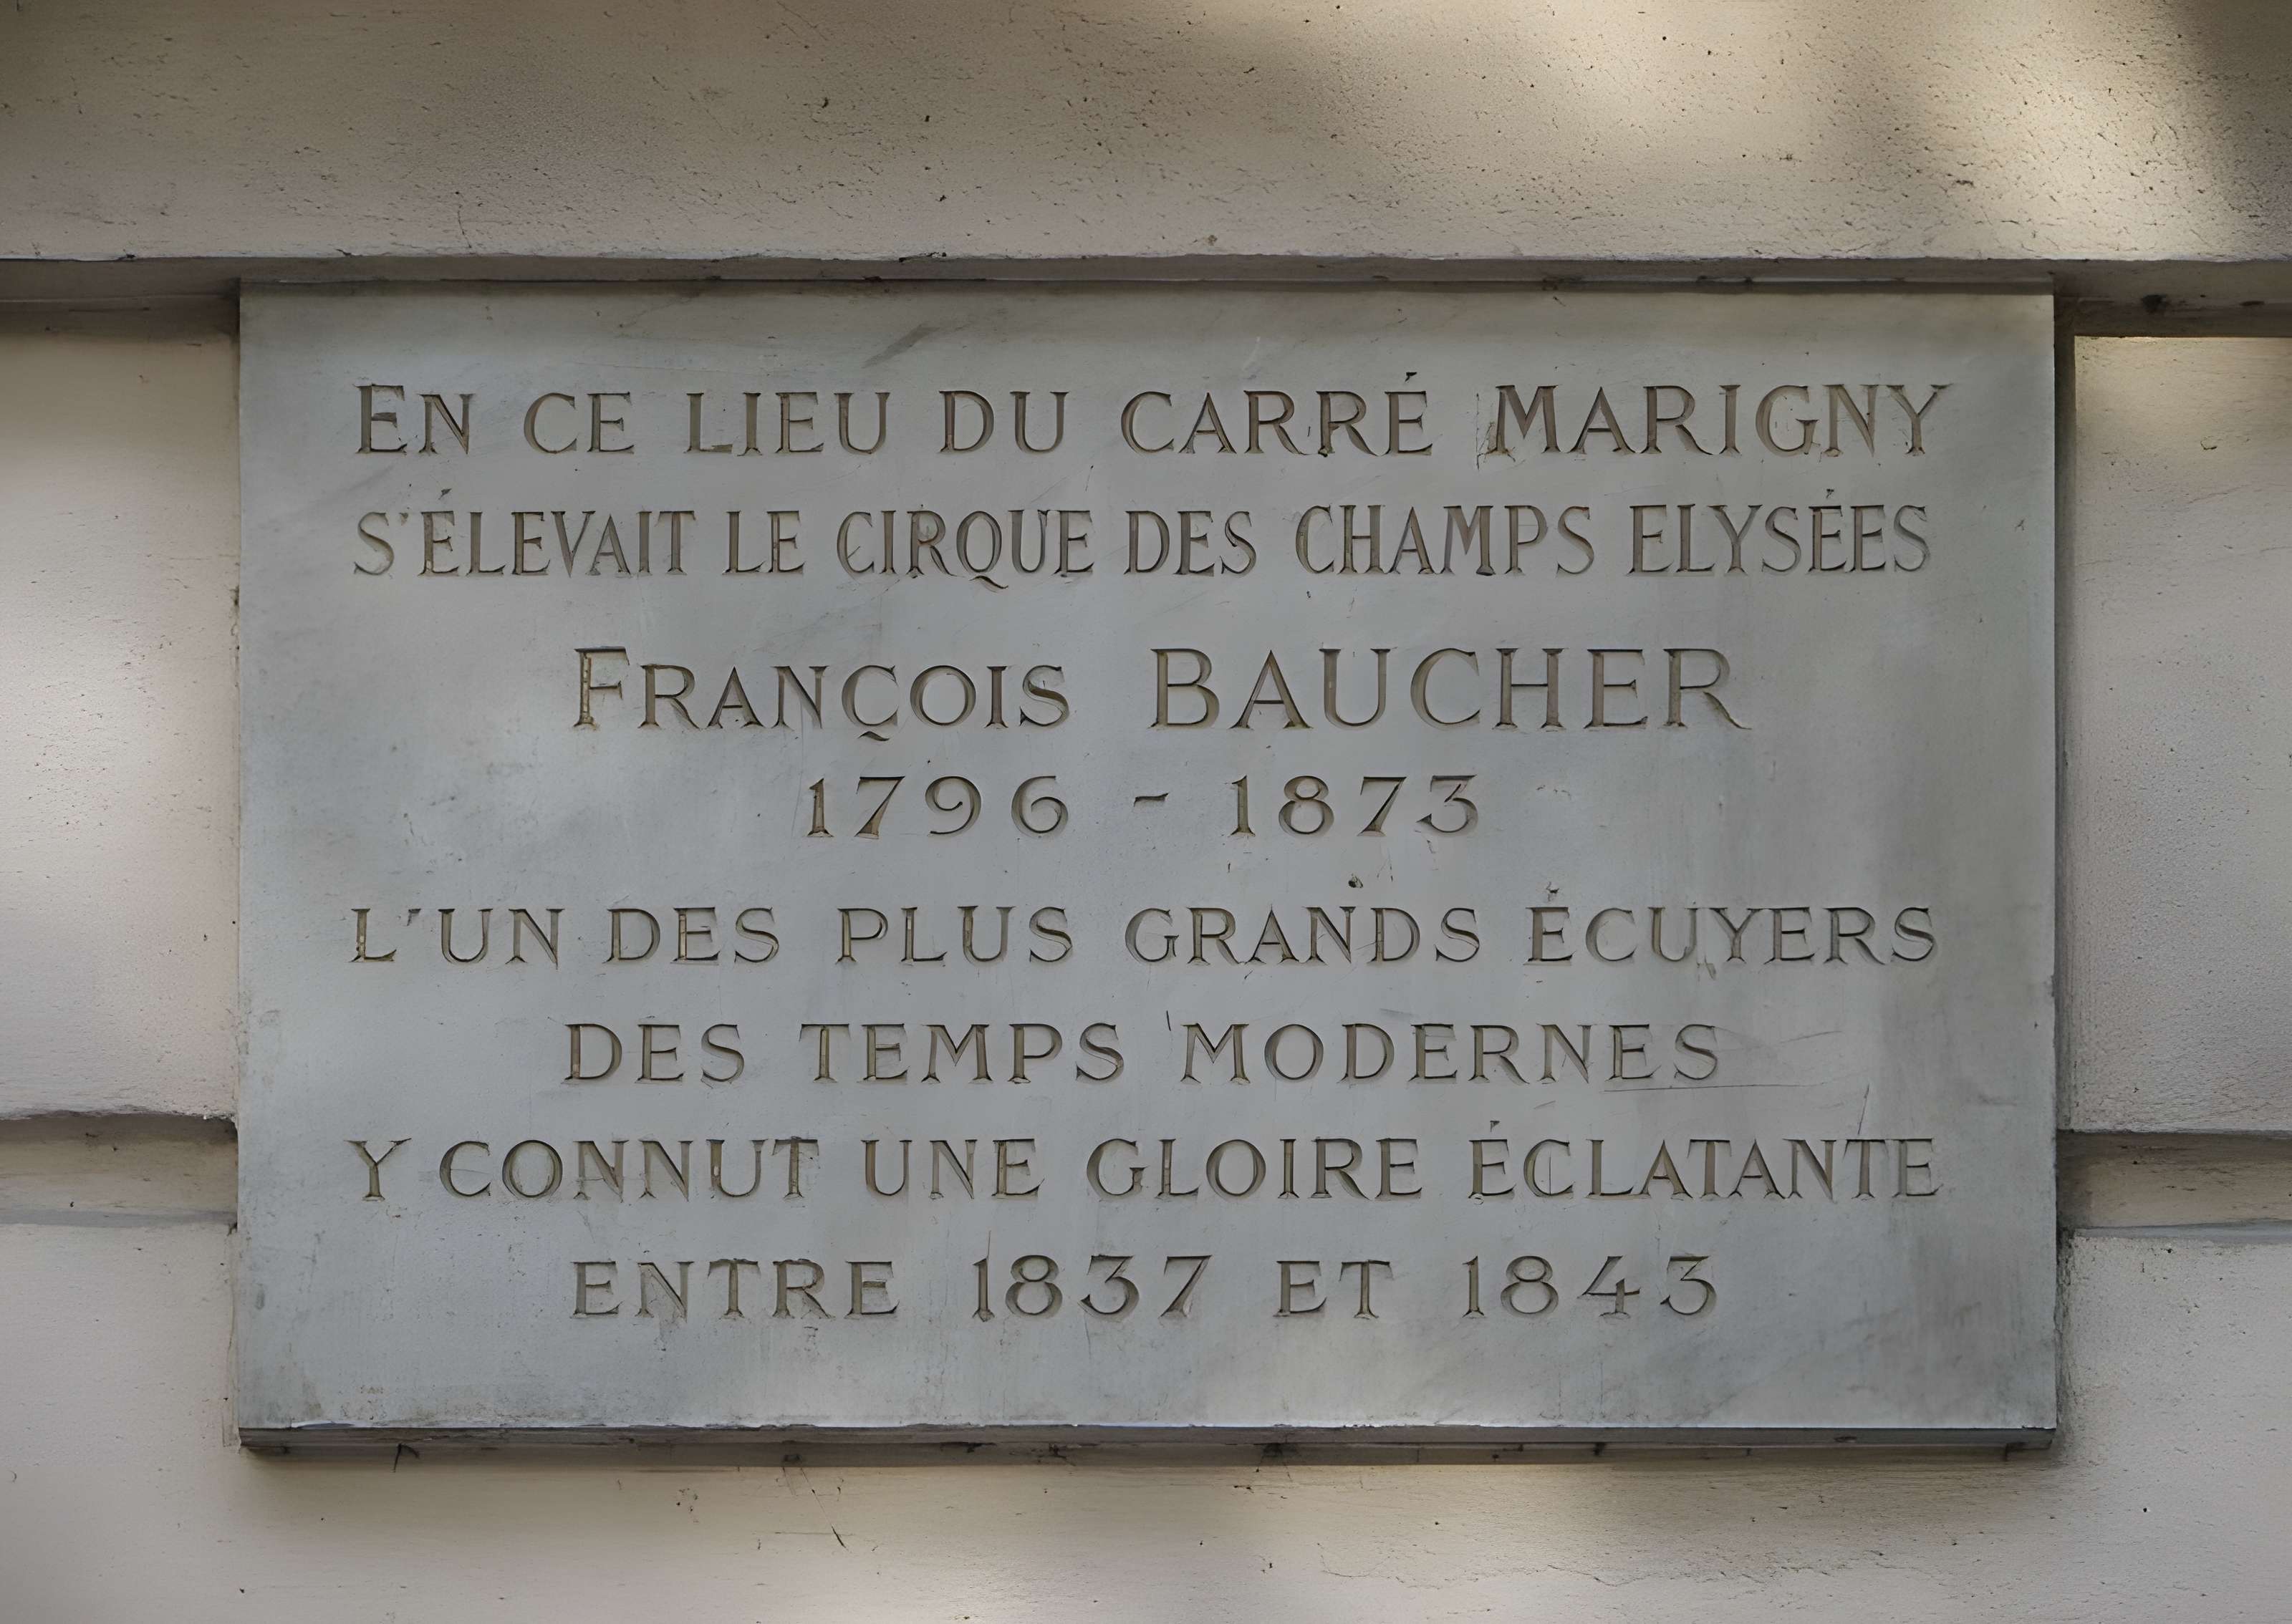 EN CE LIEU DU CARRÉ MARIGNY
S'ÉLEVAIT LE CIRQUE DES CHAMPS ELYSÉES
FRANÇOIS BAUCHER
1796 - 1873
L'UN DES PLUS GRANDS ÉCUYERS
DES TEMPS MODERNES
Y CONNUT UNE GLOIRE ÉCLATANTE
ENTRE 1837 ET 1843